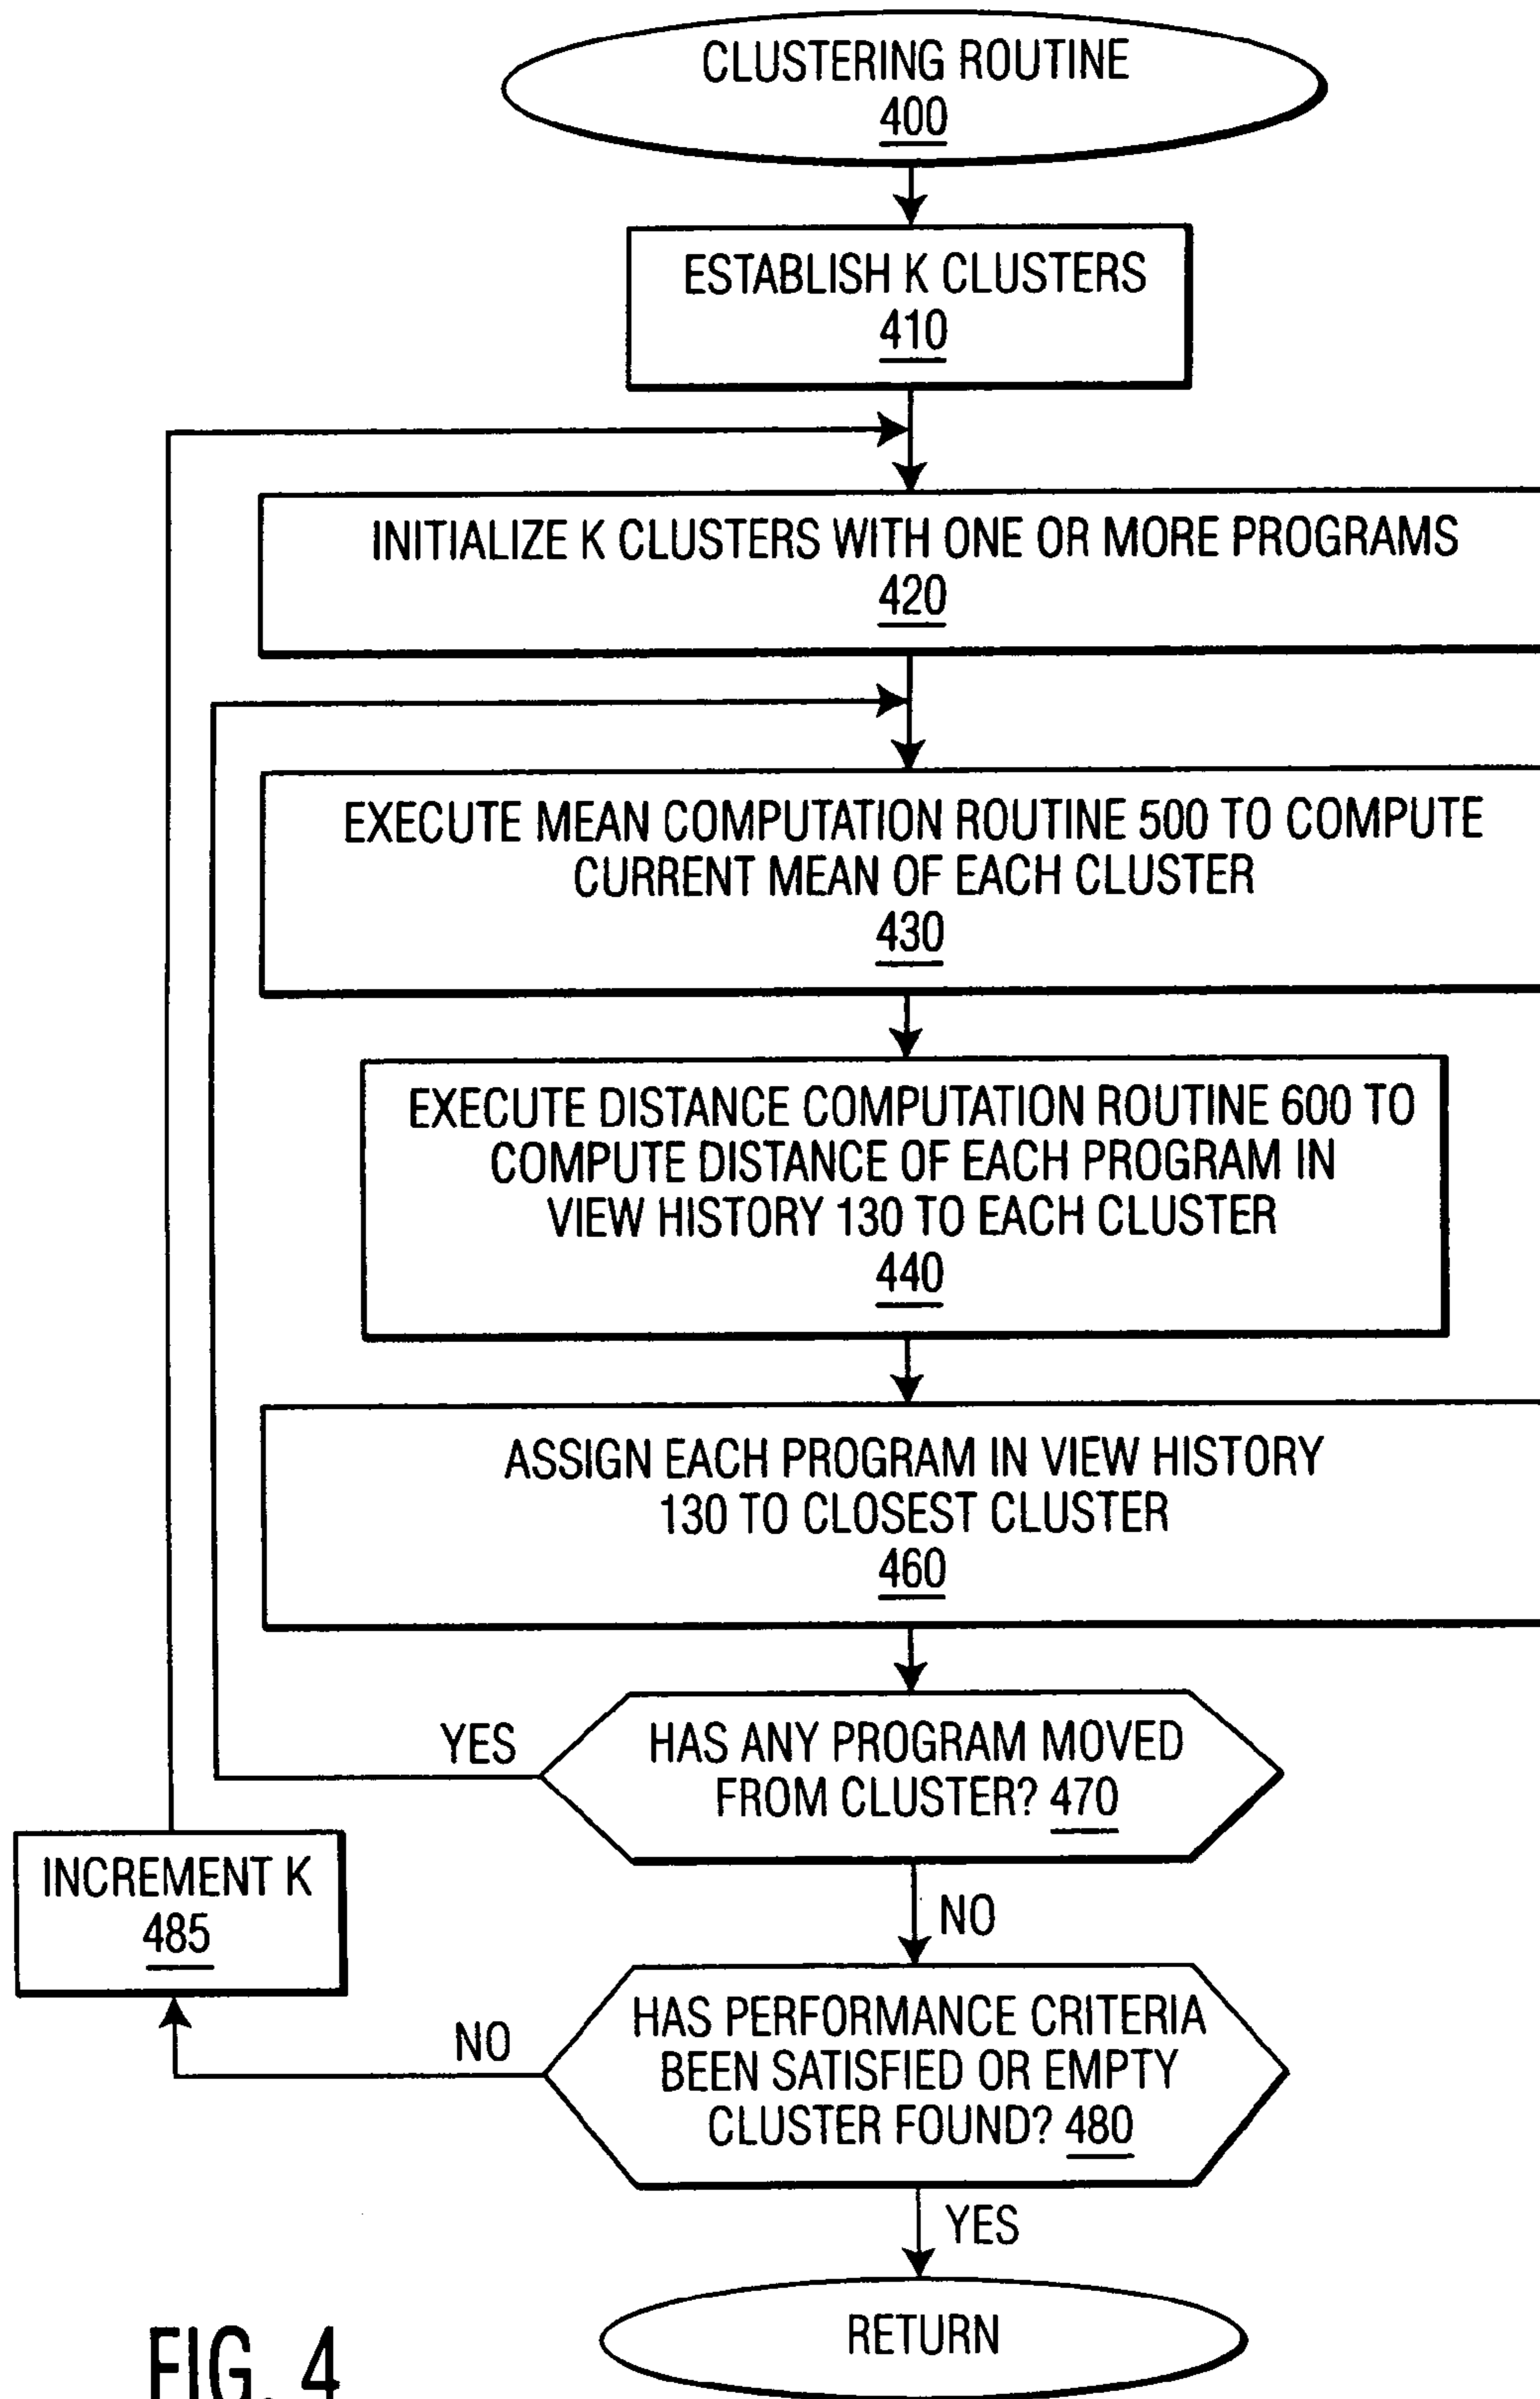 CLUSTERING ROUTINE
400
ESTABLISH K CLUSTERS
410
INITIALIZE K CLUSTERS WITH ONE OR MORE PROGRAMS
420
EXECUTE MEAN COMPUTATION ROUTINE 500 TO COMPUTE
CURRENT MEAN OF EACH CLUSTER
430
EXECUTE DISTANCE COMPUTATION ROUTINE 600 TO
COMPUTE DISTANCE OF EACH PROGRAM IN
VIEW HISTORY 130 TO EACH CLUSTER
440
ASSIGN EACH PROGRAM IN VIEW HISTORY
130 TO CLOSEST CLUSTER
460
YES
HAS ANY PROGRAM MOVED
FROM CLUSTER? 470
INCREMENT K
485
NO
NO
HAS PERFORMANCE CRITERIA
BEEN SATISFIED OR EMPTY
CLUSTER FOUND? 480
YES
RETURN
FIG. 4